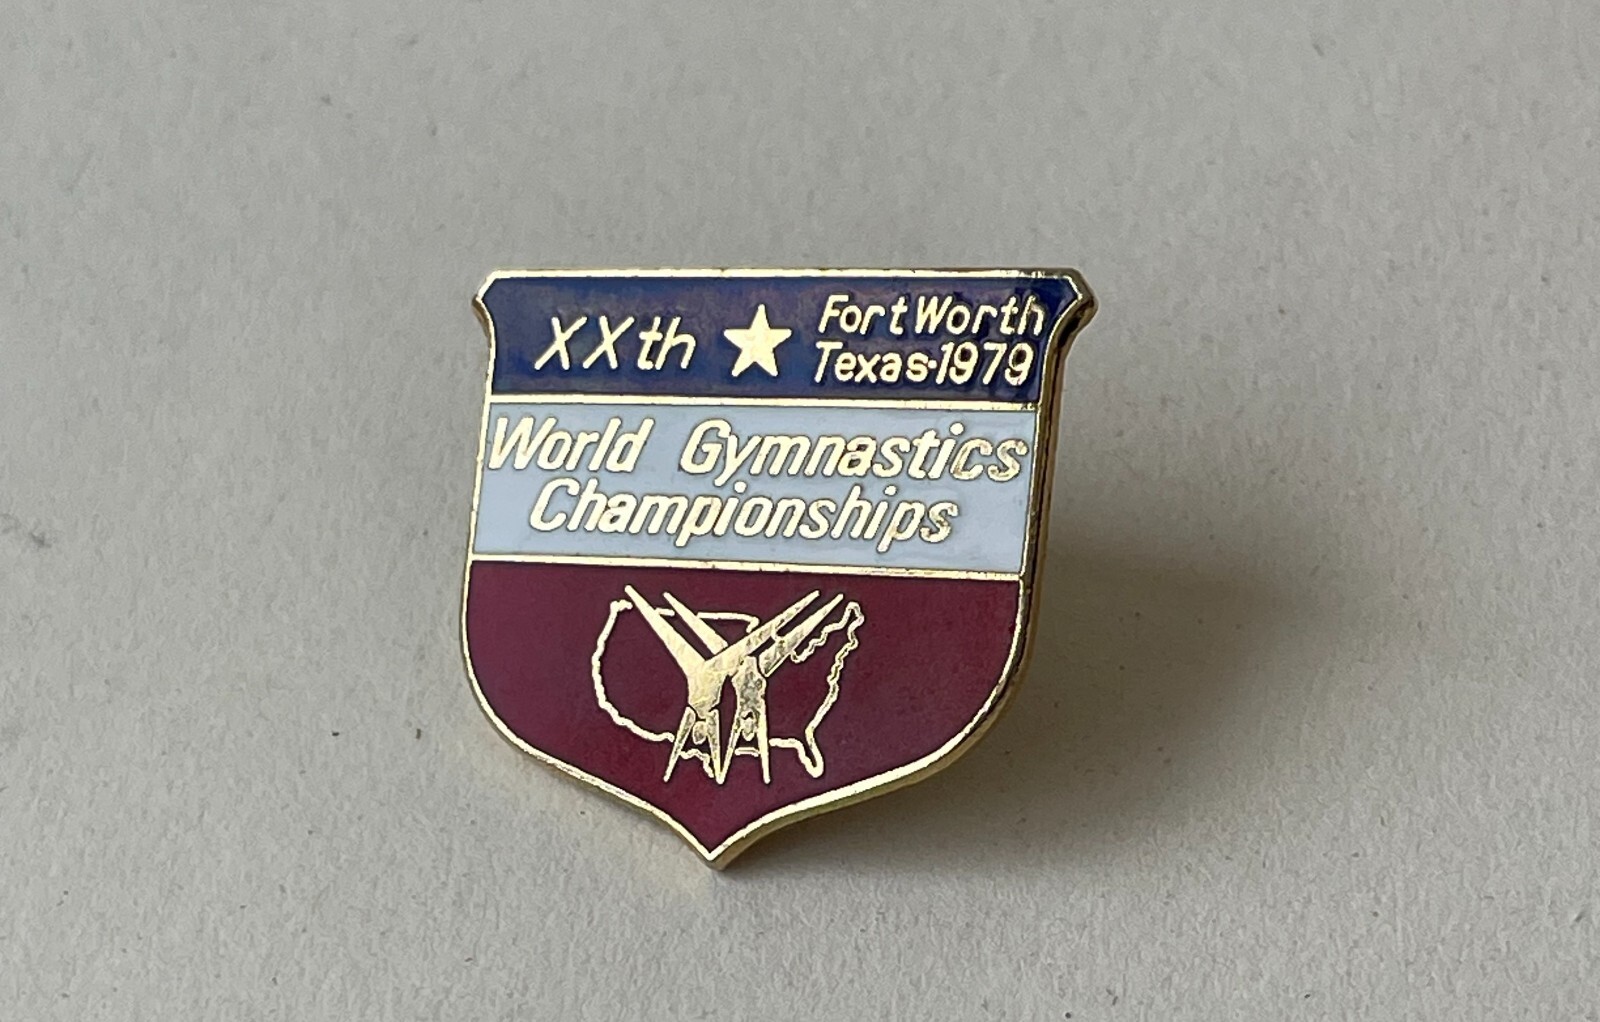 XXth
Fort Worth
Texas·1979
World Gymnastics
Championships